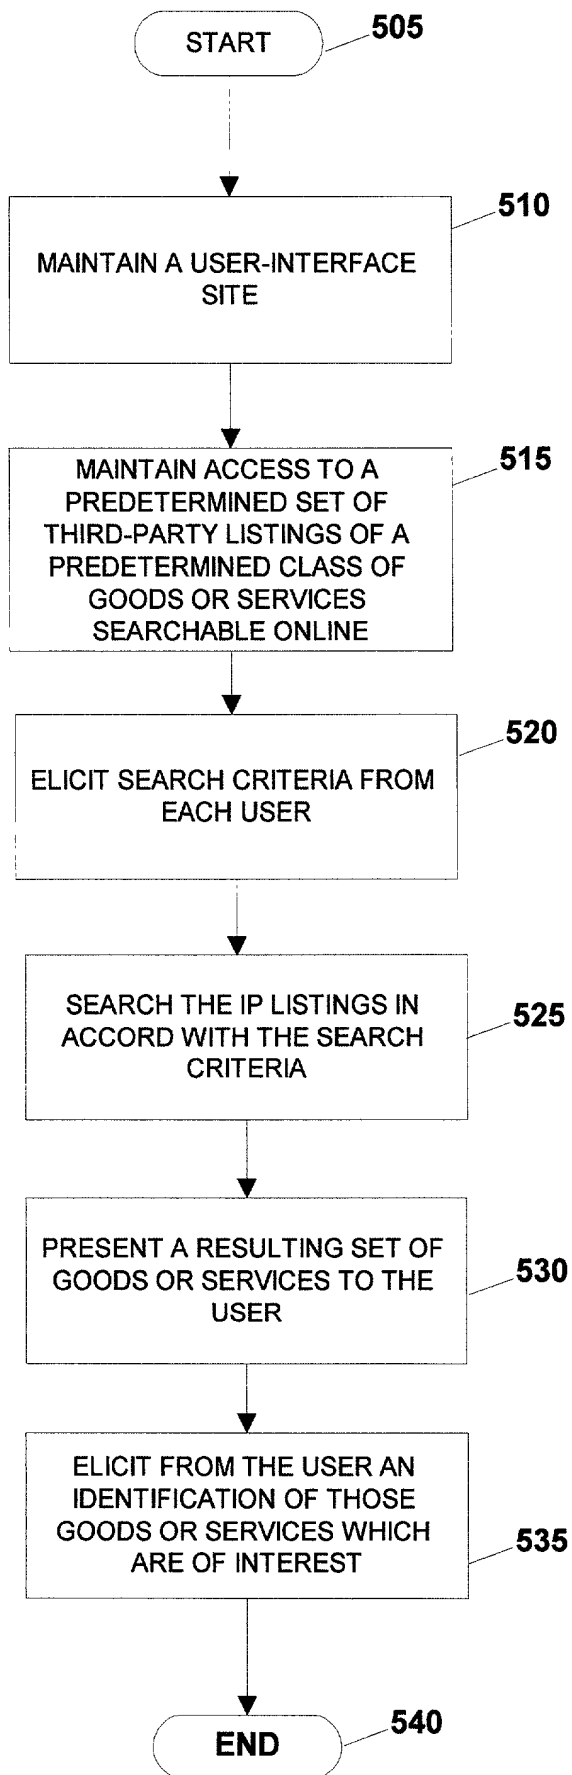 START
505
510
MAINTAIN A USER-INTERFACE
SITE
515
MAINTAIN ACCESS TO A
PREDETERMINED SET OF
THIRD-PARTY LISTINGS OF A
PREDETERMINED CLASS OF
GOODS OR SERVICES
SEARCHABLE ONLINE
520
ELICIT SEARCH CRITERIA FROM
EACH USER
525
SEARCH THE IP LISTINGS IN
ACCORD WITH THE SEARCH
CRITERIA
530
PRESENT A RESULTING SET OF
GOODS OR SERVICES TO THE
USER
535
ELICIT FROM THE USER AN
IDENTIFICATION OF THOSE
GOODS OR SERVICES WHICH
ARE OF INTEREST
540
END